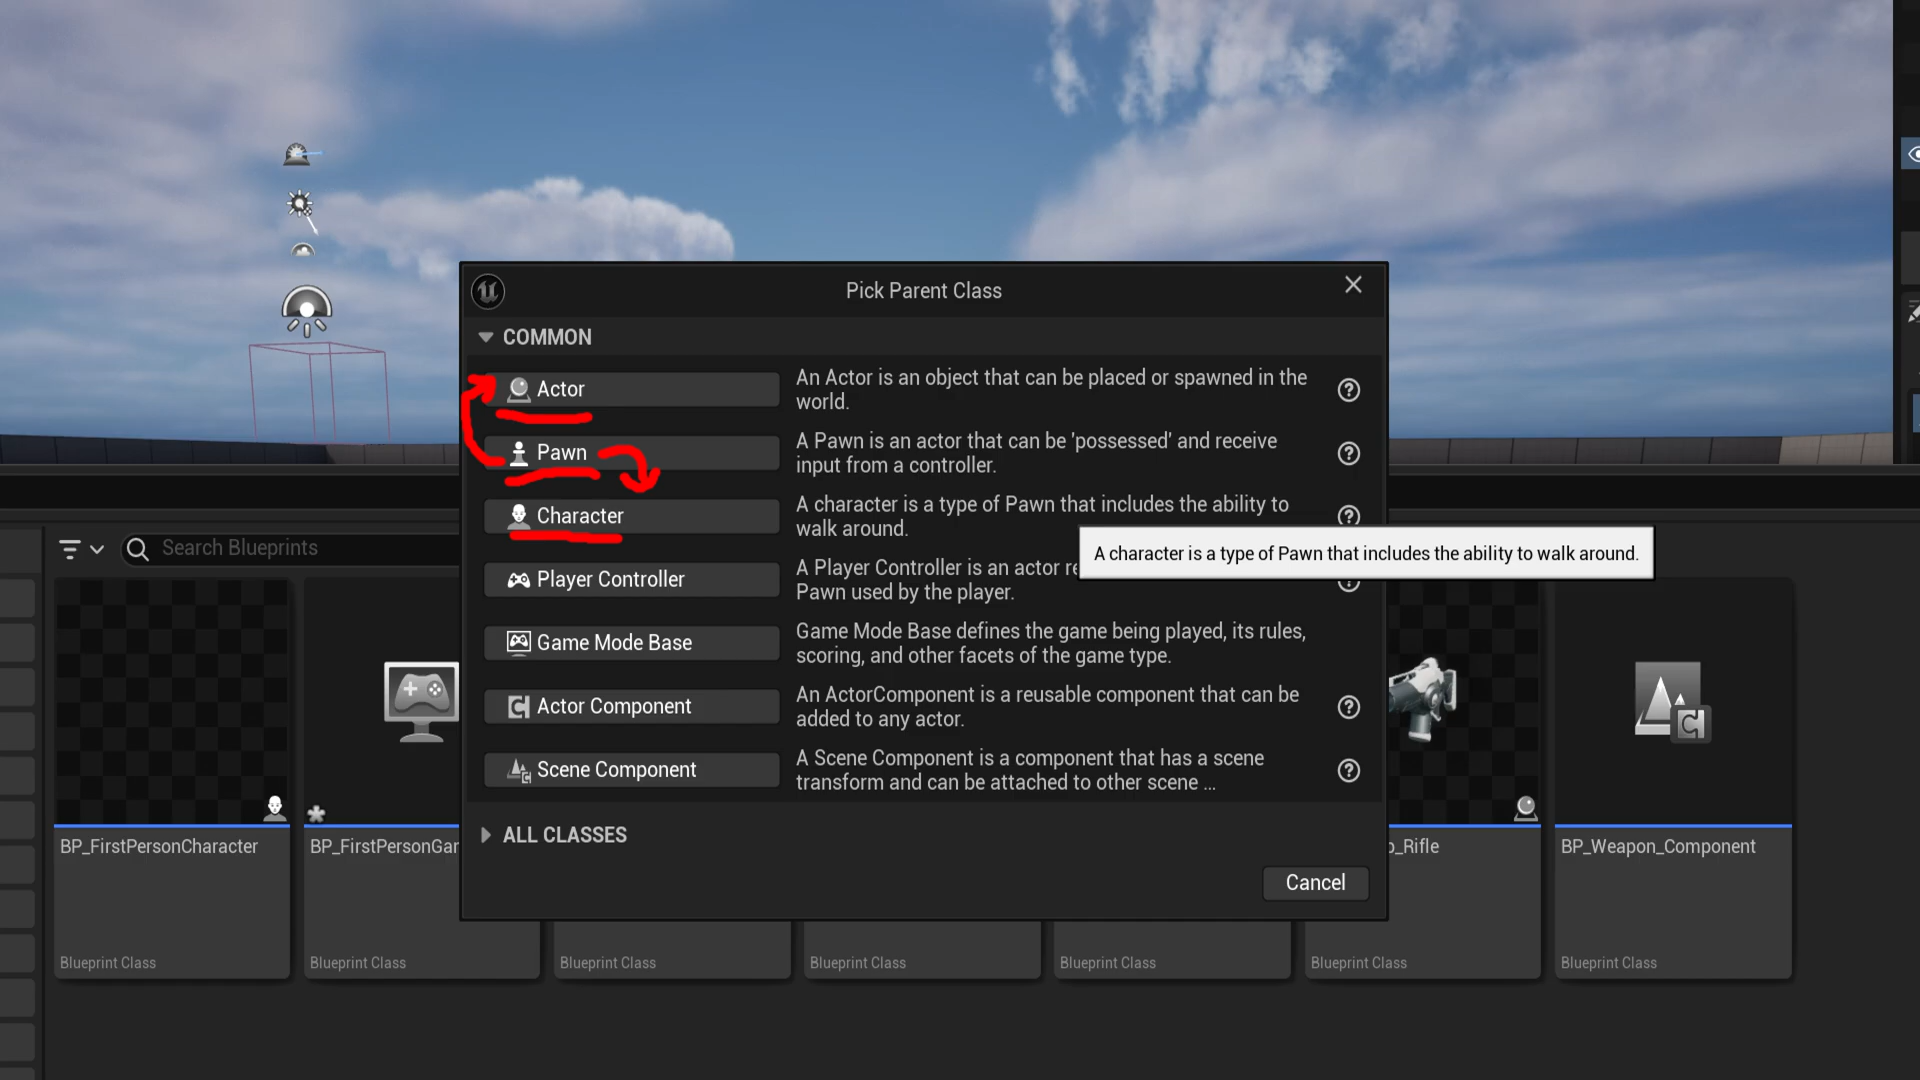 Pick Parent Class
COMMON
Actor
An Actor is an object that can be placed or spawned in the
world.
Pawn
A Pawn is an actor that can be 'possessed' and receive
input from a controller.
Character
A character is a type of Pawn that includes the ability to
walk around.
A character is a type of Pawn that includes the ability to walk around.
Player Controller
A Player Controller is an actor re
Pawn used by the player.
Game Mode Base
Game Mode Base defines the game being played, its rules,
scoring, and other facets of the game type.
Actor Component
An ActorComponent is a reusable component that can be
added to any actor.
Scene Component
A Scene Component is a component that has a scene
transform and can be attached to other scene ...
ALL CLASSES
Cancel
Search Blueprints
BP_FirstPersonCharacter
BP_FirstPersonGa
_Rifle
BP_Weapon_Component
Blueprint Class
Blueprint Class
Blueprint Class
Blueprint Class
Blueprint Class
Blueprint Class
Blueprint Class